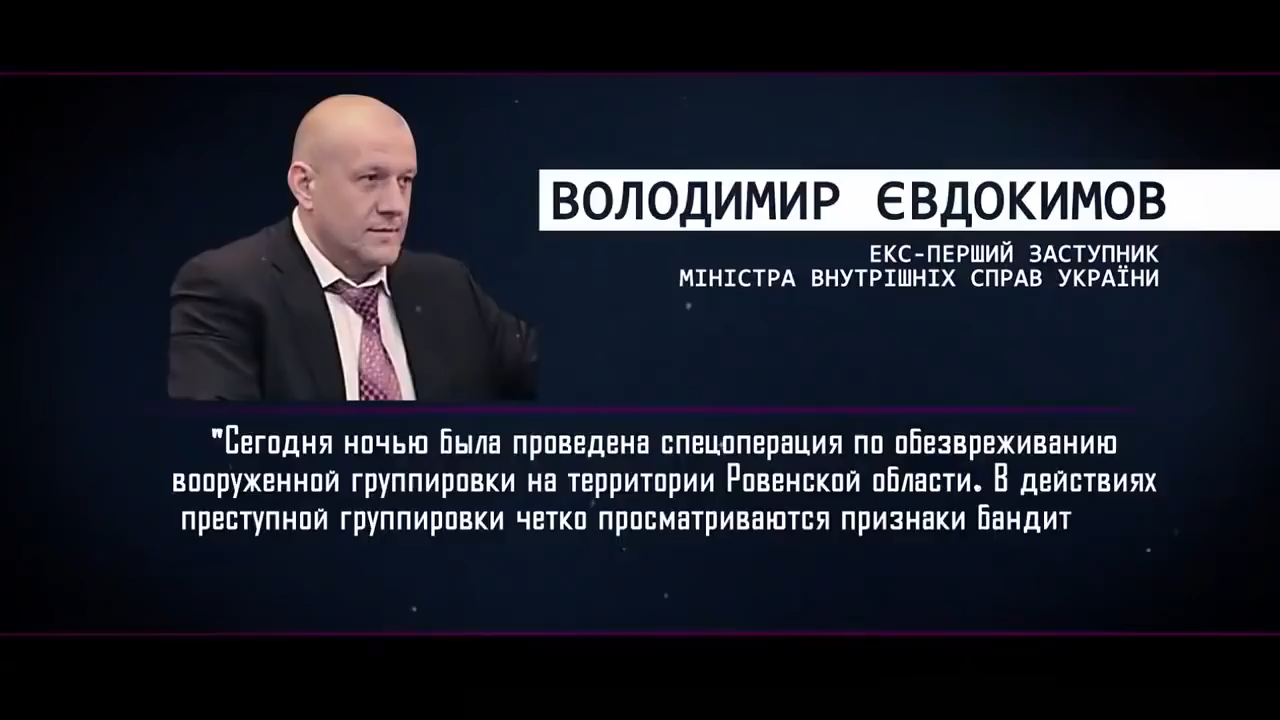 ВОЛОДИМИР ЄВДОКИМОВ
ЕКС-ПЕРШИЙ ЗАСТУПНИК
МІНІСТРА ВНУТРІШНІХ СПРАВ УКРАЇНИ
"Сегодня ночью была проведена спецоперация по обезвреживанию
вооруженной группировки на территории Ровенской области. В действиях
преступной группировки четко просматриваются признаки бандит